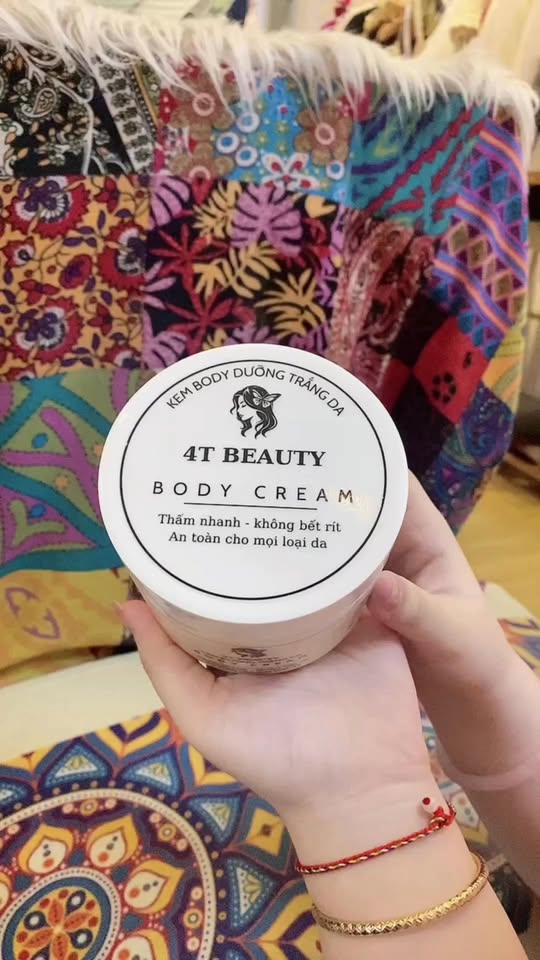 KEM BODY DƯỠNG TRẮNG DA
4T BEAUTY
BODY CREAM
Thấm nhanh - không bết rít
An toàn cho mọi loại da